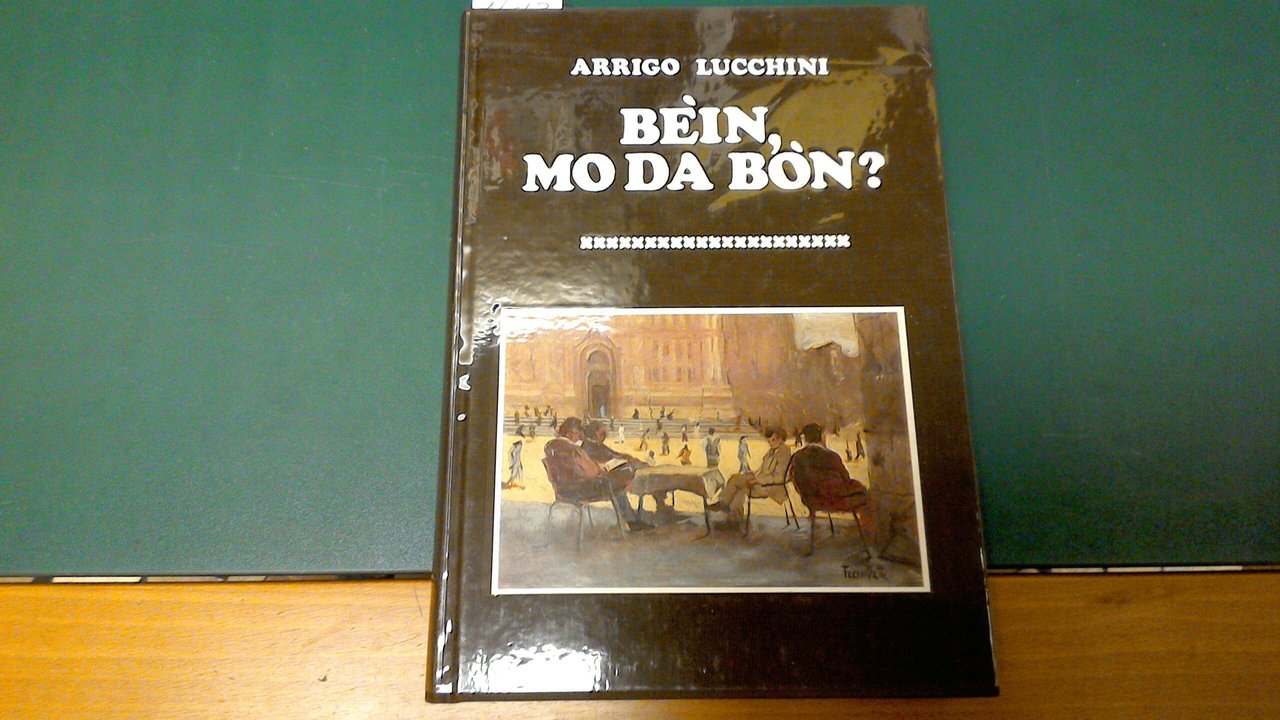 ARRIGO LUCCHINI
BÈIN,
MO DA BÒN?